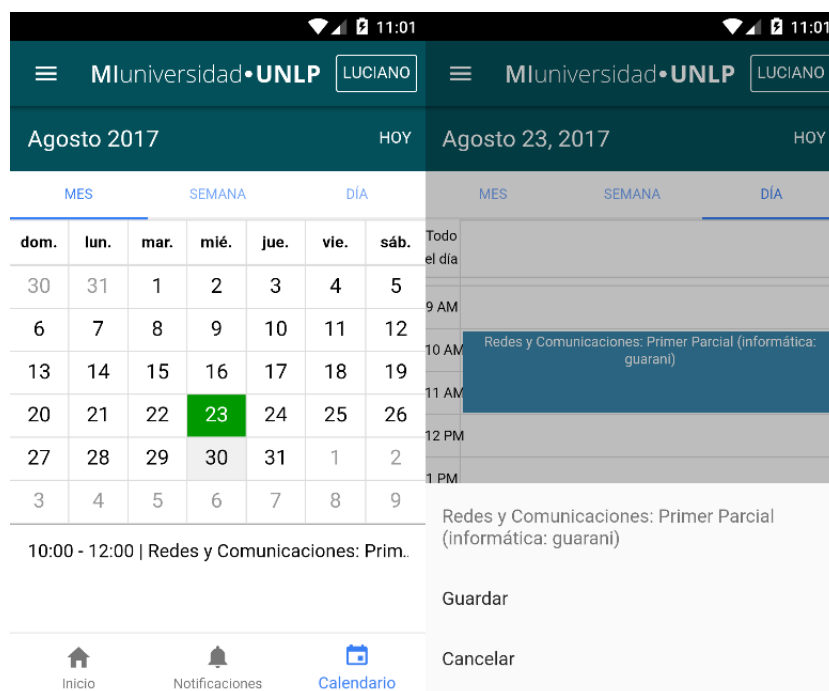 11:01
MIuniversidad•UNLP LUCIANO
Agosto 2017 HOY
MES SEMANA DÍA
dom. lun. mar. mié. jue. vie. sáb.
30 31 1 2 3 4 5
6 7 8 9 10 11 12
13 14 15 16 17 18 19
20 21 22 23 24 25 26
27 28 29 30 31 1 2
3 4 5 6 7 8 9
10:00 - 12:00 | Redes y Comunicaciones: Prim..
Inicio Notificaciones Calendario
11:01
MIuniversidad•UNLP LUCIANO
Agosto 23, 2017 HOY
MES SEMANA DÍA
Todo
el día
9 AM
10 AM
Redes y Comunicaciones: Primer Parcial (informática:
guarani)
11 AM
12 PM
1 PM
Redes y Comunicaciones: Primer Parcial
(informática: guarani)
Guardar
Cancelar